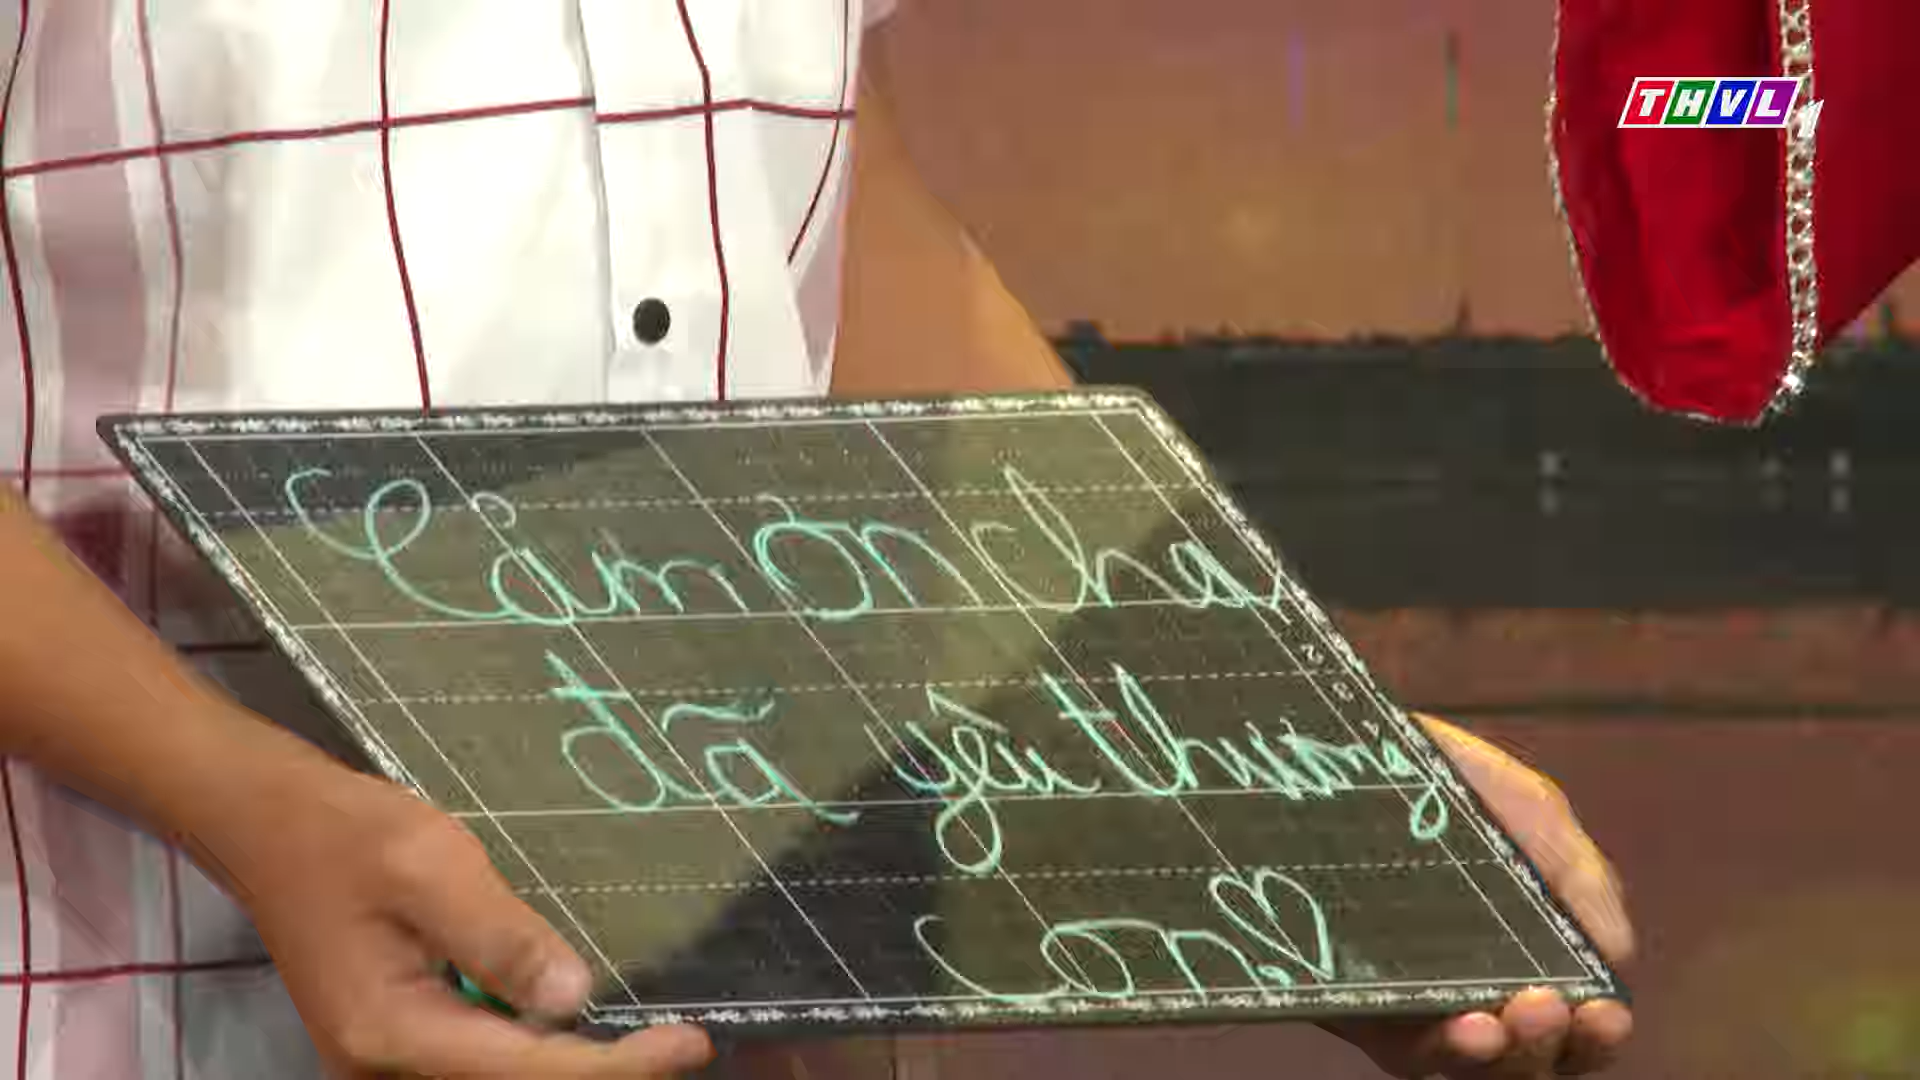 THVL1
Cảm ơn cha
đã yêu thương
con